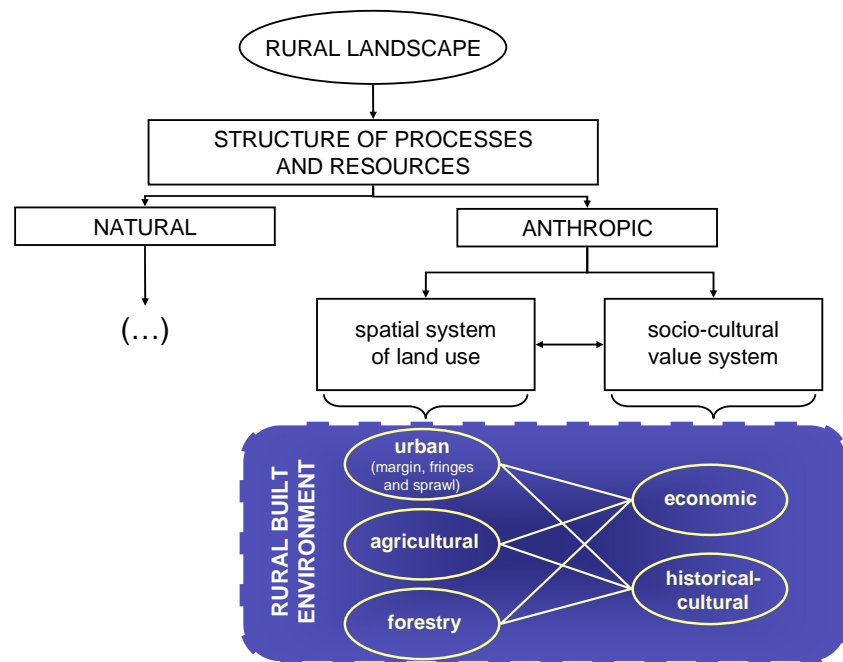 RURAL LANDSCAPE
STRUCTURE OF PROCESSES
AND RESOURCES
NATURAL
ANTHROPIC
(...)
spatial system
of land use
socio-cultural
value system
RURAL BUILT
ENVIRONMENT
urban
(margin, fringes
and sprawl)
agricultural
forestry
economic
historical-
cultural